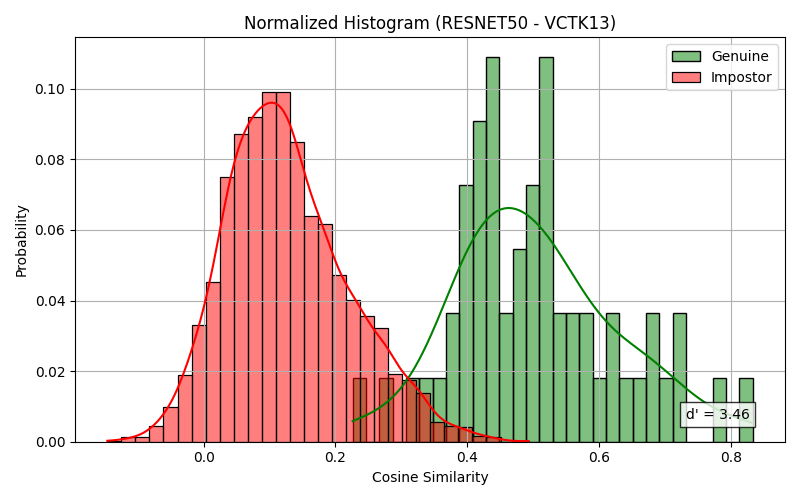 Normalized Histogram (RESNET50 - VCTK13)
Genuine
Impostor
Probability
0.10
0.08
0.06
0.04
0.02
0.00
d' = 3.46
0.0 0.2 0.4 0.6 0.8
Cosine Similarity